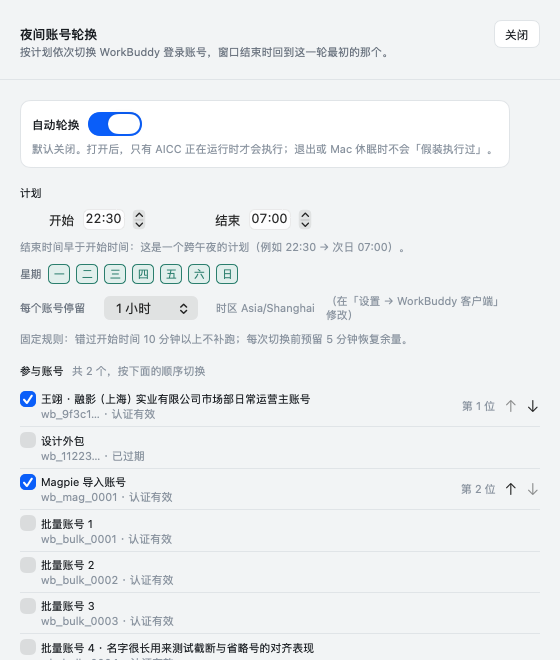 夜间账号轮换
按计划依次切换 WorkBuddy 登录账号，窗口结束时回到这一轮最初的那个。
关闭
自动轮换
默认关闭。打开后，只有 AICC 正在运行时才会执行；退出或 Mac 休眠时不会「假装执行过」。
计划
开始 22:30 结束 07:00
结束时间早于开始时间：这是一个跨午夜的计划（例如 22:30 → 次日 07:00）。
星期 一 二 三 四 五 六 日
每个账号停留 1 小时 时区 Asia/Shanghai （在「设置 → WorkBuddy 客户端」
修改）
固定规则：错过开始时间 10 分钟以上不补跑；每次切换前预留 5 分钟恢复余量。
参与账号 共 2 个，按下面的顺序切换
王翊 · 融影（上海）实业有限公司市场部日常运营主账号
wb_9f3c1... · 认证有效
第 1 位 ↑ ↓
设计外包
wb_11223... · 已过期
Magpie 导入账号
wb_mag_0001 · 认证有效
第 2 位 ↑ ↓
批量账号 1
wb_bulk_0001 · 认证有效
批量账号 2
wb_bulk_0002 · 认证有效
批量账号 3
wb_bulk_0003 · 认证有效
批量账号 4 · 名字很长用来测试截断与省略号的对齐表现